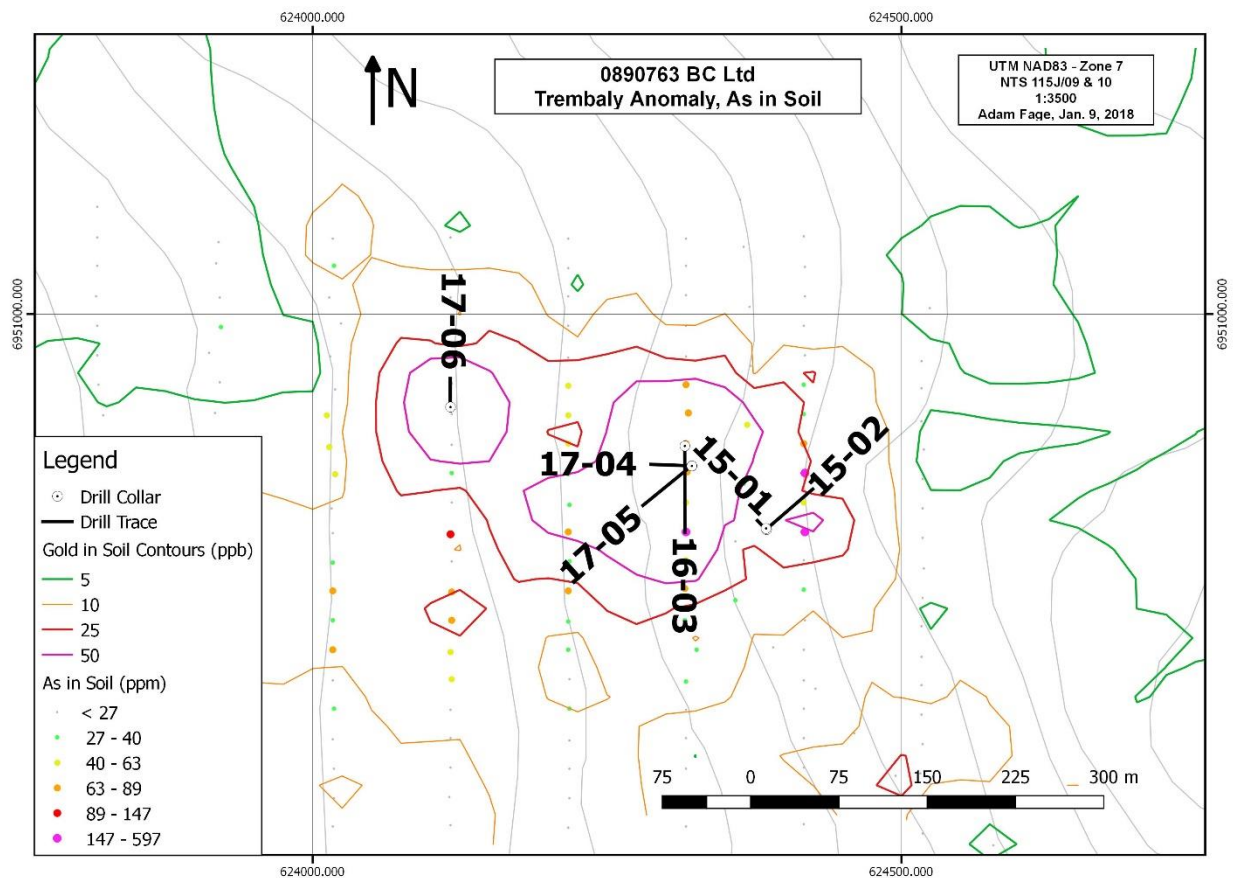 624000.000
624500.000
N
0890763 BC Ltd
Trembaly Anomaly, As in Soil
UTM NAD83 - Zone 7
NTS 115J/09 & 10
1:3500
Adam Fage, Jan. 9, 2018
6951000.000
6951000.000
17-06
17-04
15-01
15-02
17-05
16-03
Legend
Drill Collar
Drill Trace
Gold in Soil Contours (ppb)
5
10
25
50
As in Soil (ppm)
< 27
27 - 40
40 - 63
63 - 89
89 - 147
147 - 597
75 0 75 150 225 300 m
624000.000
624500.000